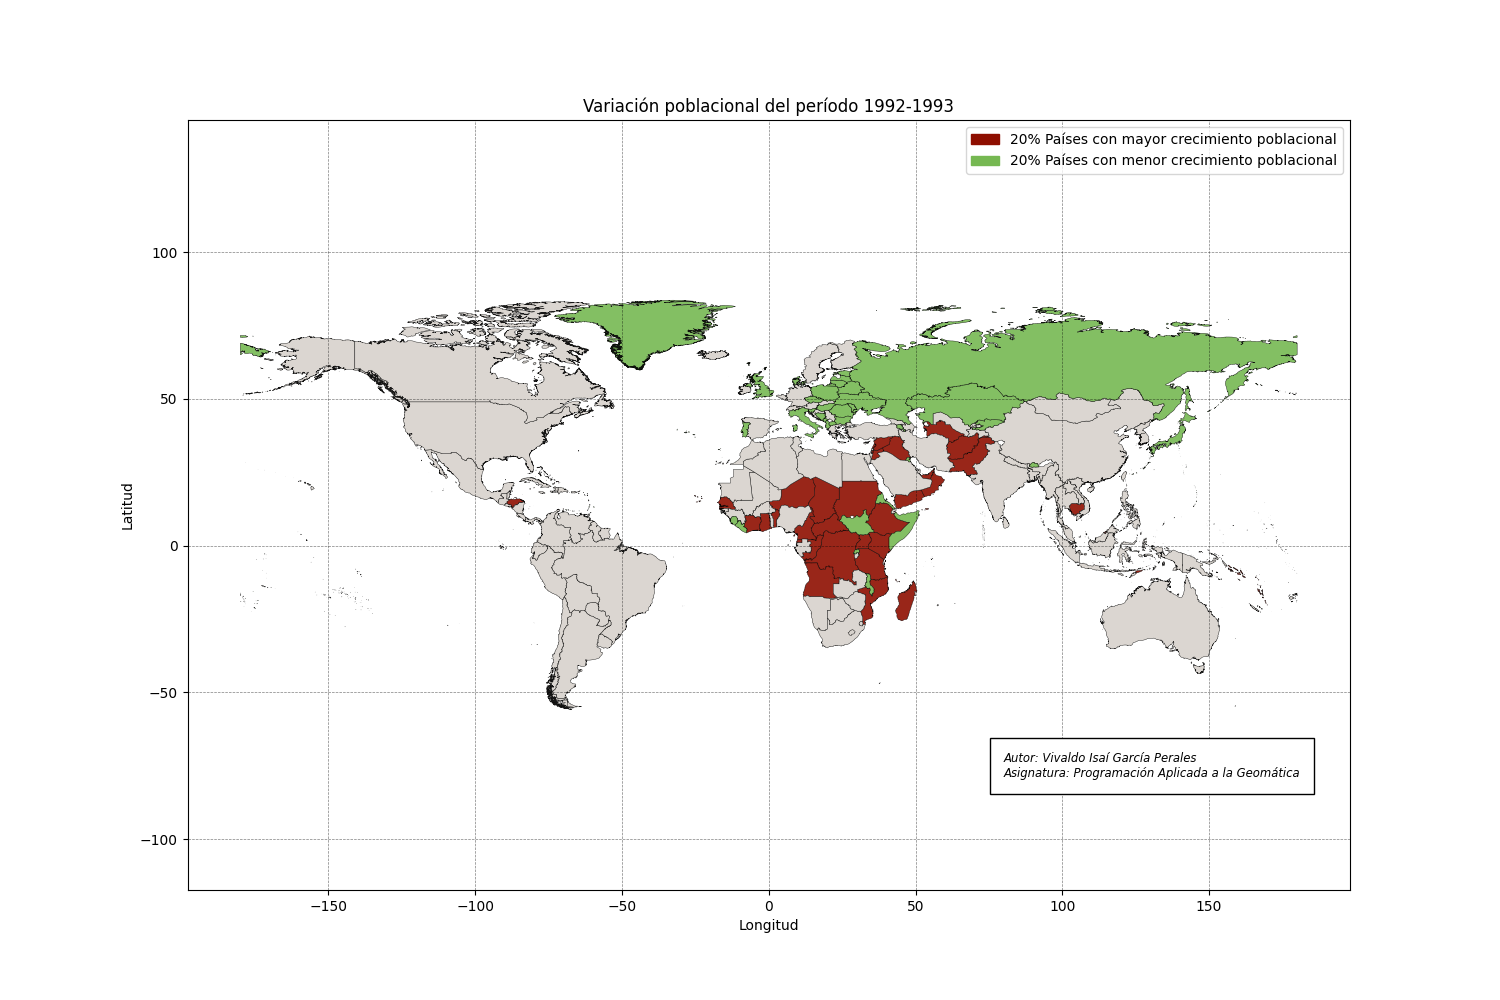 Variación poblacional del período 1992-1993
20% Países con mayor crecimiento poblacional
20% Países con menor crecimiento poblacional
100
50
0
−50
−100
Latitud
Autor: Vivaldo Isaí García Perales
Asignatura: Programación Aplicada a la Geomática
−150 −100 −50 0 50 100 150
Longitud